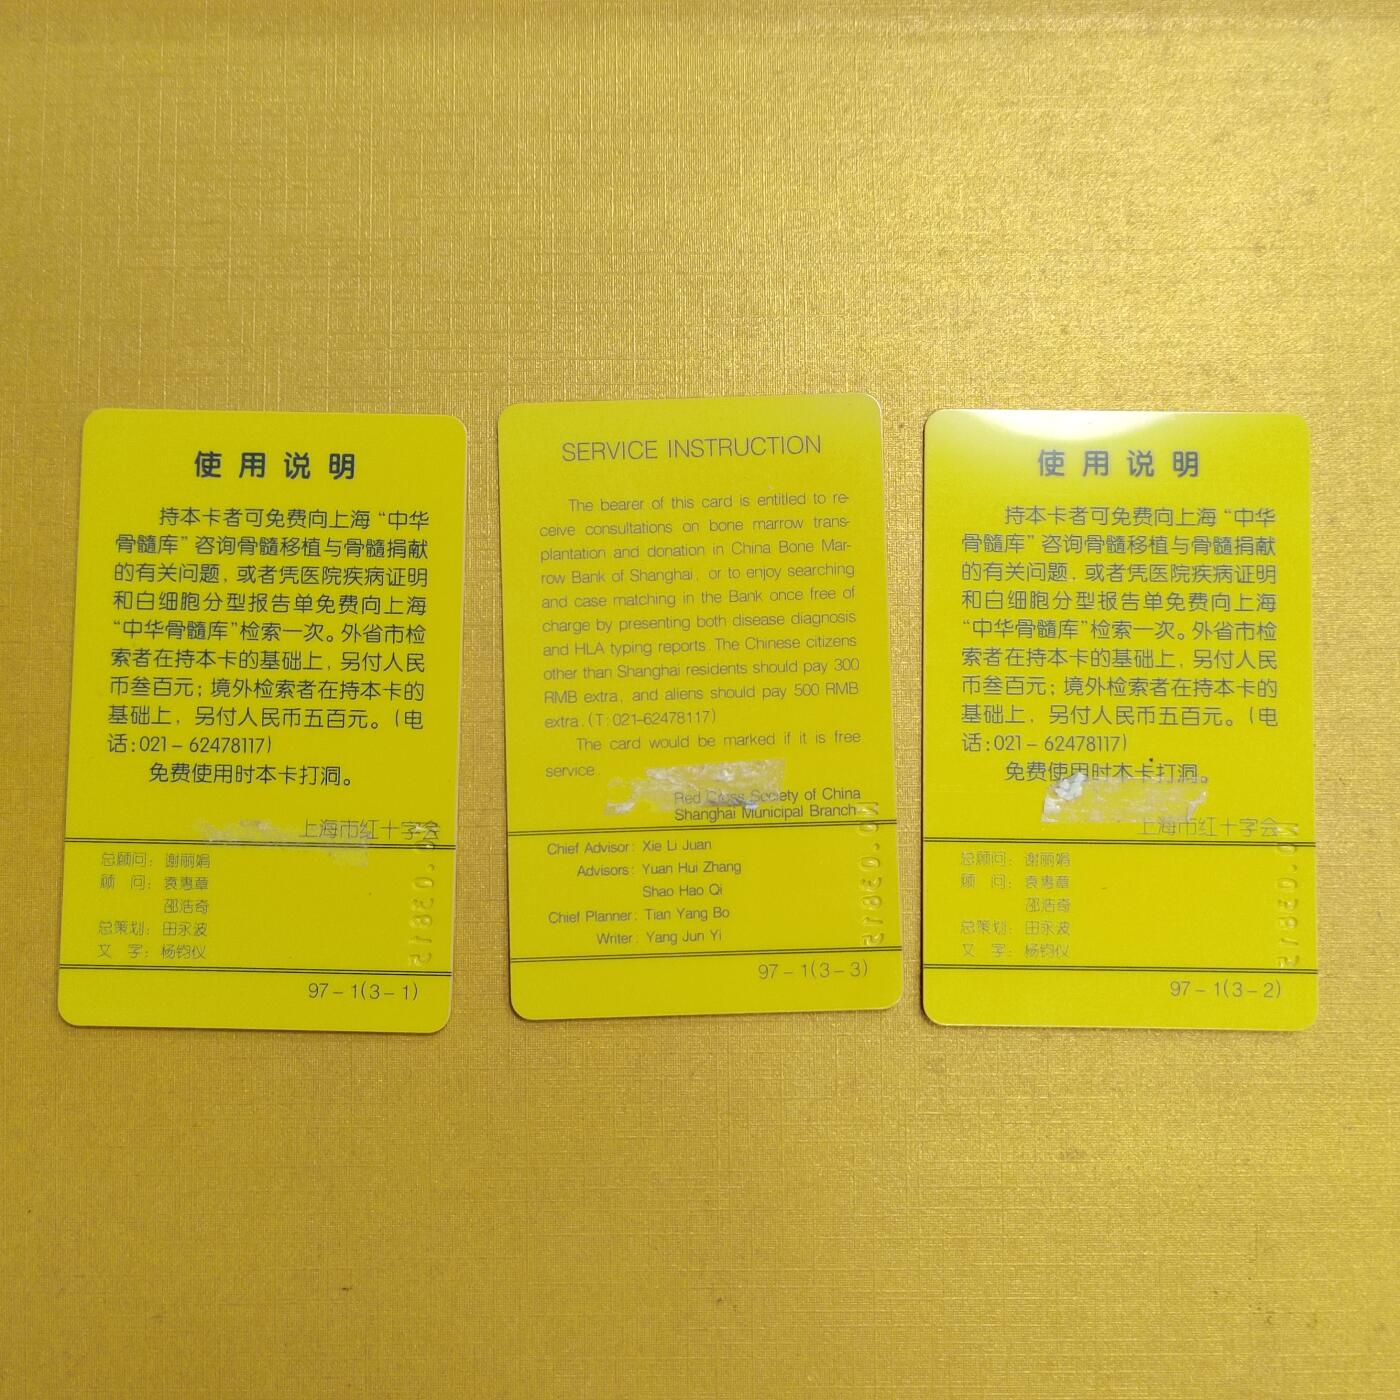 使用说明
持本卡者可免费向上海“中华
骨髓库”咨询骨髓移植与骨髓捐献
的有关问题，或者凭医院疾病证明
和白细胞分型报告单免费向上海
“中华骨髓库”检索一次。外省市检
索者在持本卡的基础上，另付人民
币叁百元；境外检索者在持本卡的
基础上，另付人民币五百元。（电
话:021－62478117）
免费使用时本卡打洞。
上海市红十字会
总顾问：谢丽娟
顾　问：袁惠章
邵浩奇
总策划：田永波
文　字：杨钧仪
97－1(3－1)
SERVICE INSTRUCTION
The bearer of this card is entitled to re-
ceive consultations on bone marrow trans-
plantation and donation in China Bone Mar-
row Bank of Shanghai, or to enjoy searching
and case matching in the Bank once free of
charge by presenting both disease diagnosis
and HLA typing reports. The Chinese citizens
other than Shanghai residents should pay 300
RMB extra, and aliens should pay 500 RMB
extra.(T:021-62478117)
The card would be marked if it is free
service.
Red Cross Society of China
Shanghai Municipal Branch
Chief Advisor: Xie Li Juan
Advisors: Yuan Hui Zhang
Shao Hao Qi
Chief Planner: Tian Yang Bo
Writer: Yang Jun Yi
No.03812
97－1(3－3)
使用说明
持本卡者可免费向上海“中华
骨髓库”咨询骨髓移植与骨髓捐献
的有关问题，或者凭医院疾病证明
和白细胞分型报告单免费向上海
“中华骨髓库”检索一次。外省市检
索者在持本卡的基础上，另付人民
币叁百元；境外检索者在持本卡的
基础上，另付人民币五百元。（电
话:021－62478117）
免费使用时本卡打洞。
上海市红十字会
总顾问：谢丽娟
顾　问：袁惠章
邵浩奇
总策划：田永波
文　字：杨钧仪
No.03812
97－1(3－2)